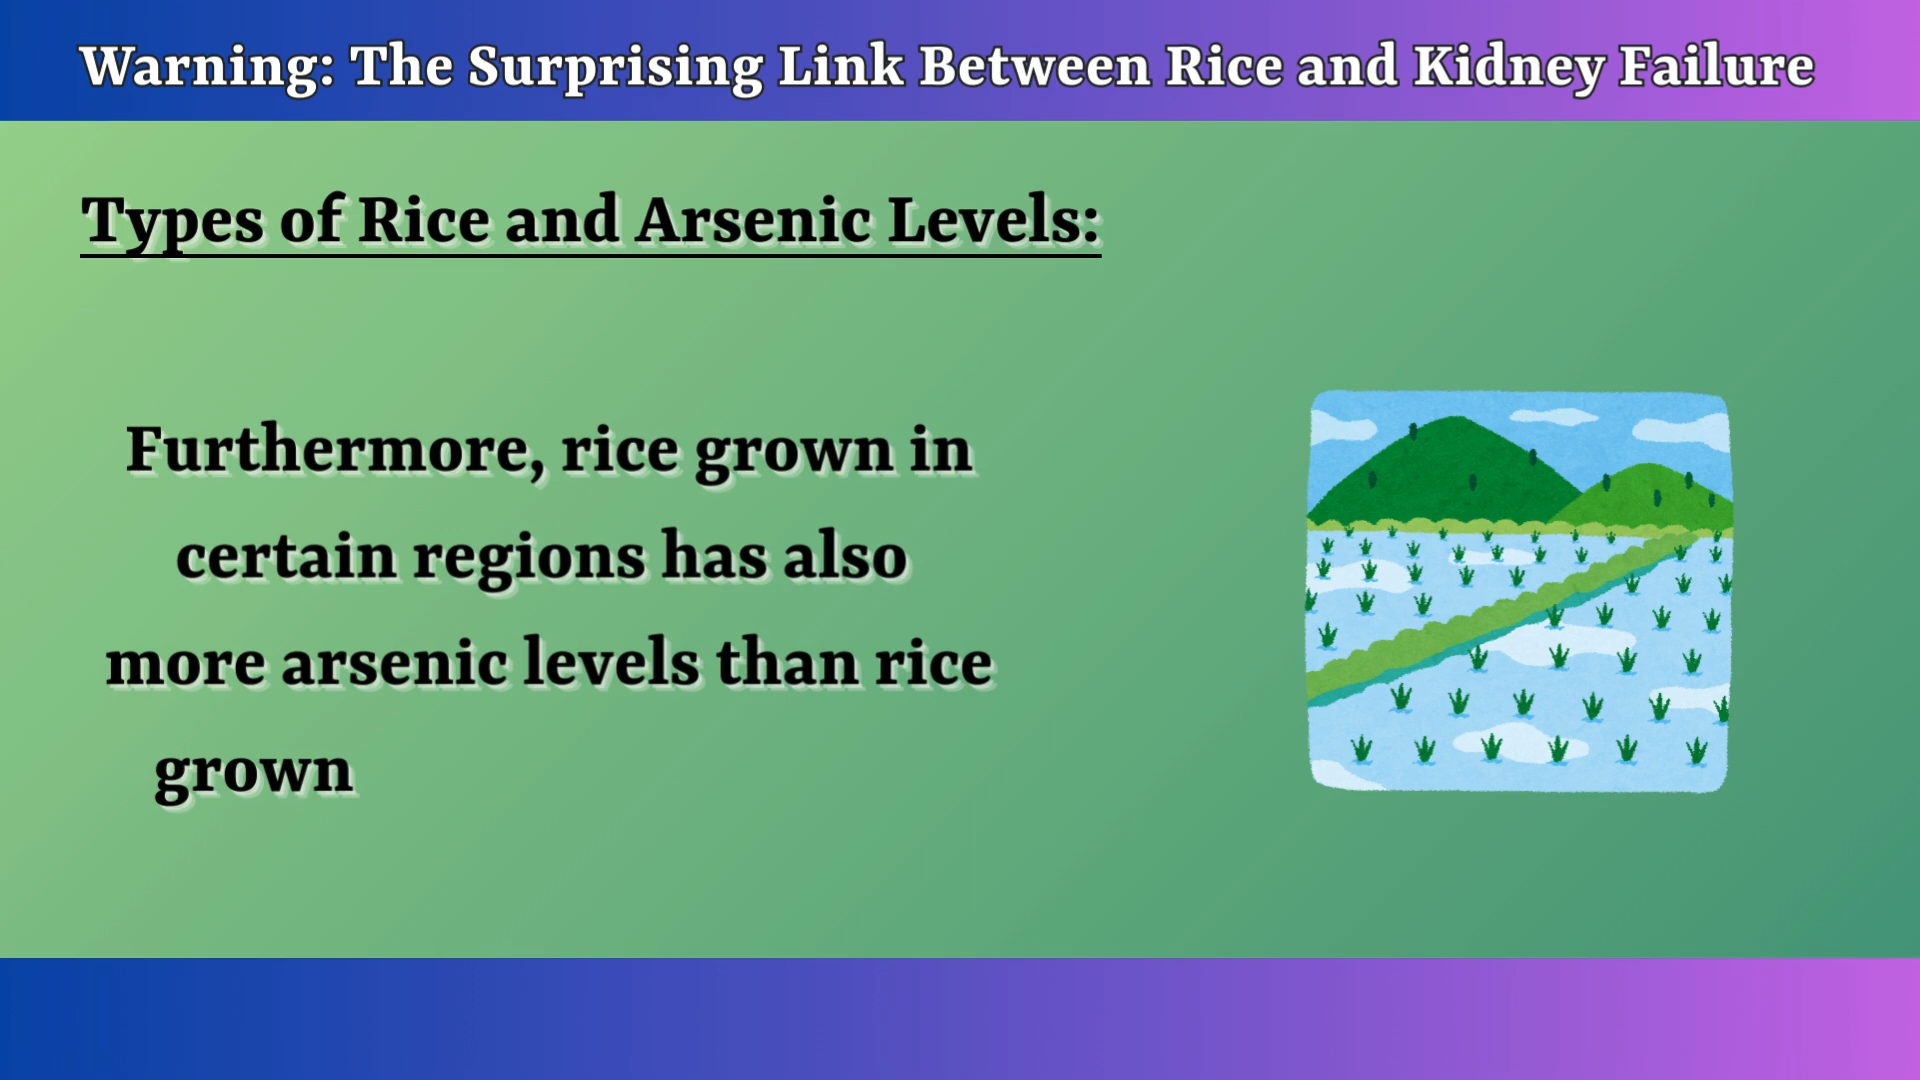 Warning: The Surprising Link Between Rice and Kidney Failure
Types of Rice and Arsenic Levels:
Furthermore, rice grown in
certain regions has also
more arsenic levels than rice
grown